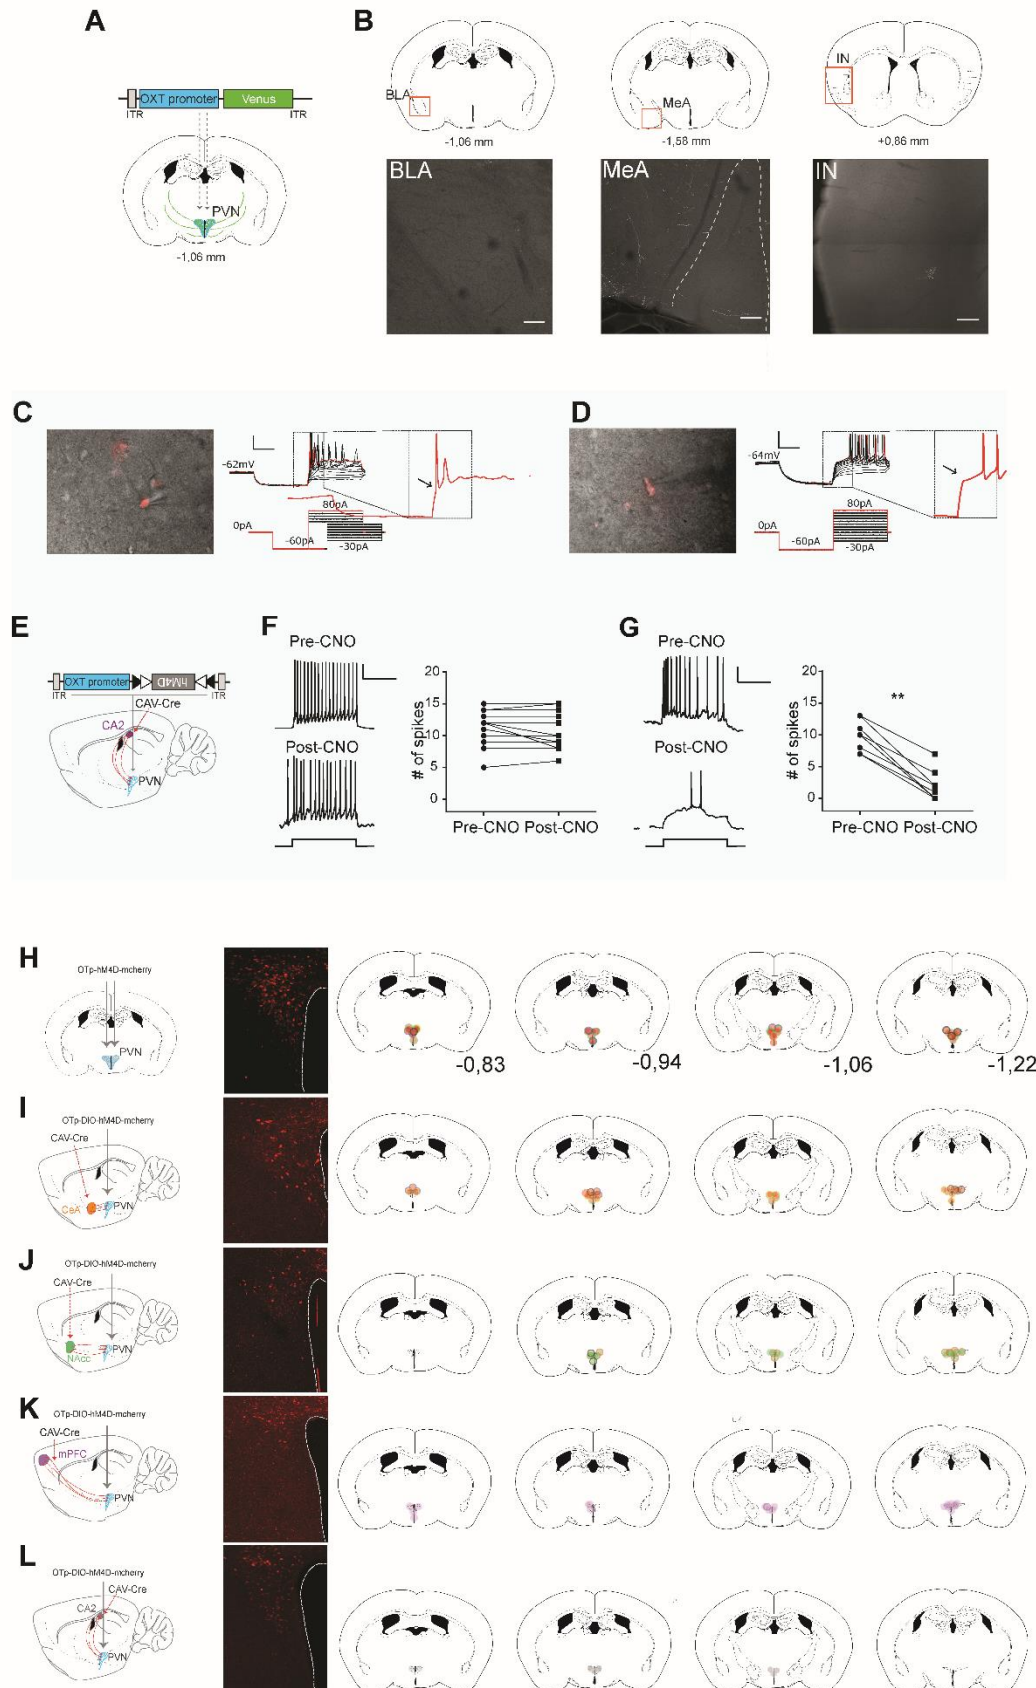 A
OXT promoter
Venus
ITR
ITR
PVN
-1,06 mm
B
BLA
-1,06 mm
MeA
-1,58 mm
IN
+0,86 mm
BLA
MeA
IN
C
-62mV
80pA
0pA
-60pA
-30pA
D
-64mV
80pA
0pA
-60pA
-30pA
E
OXT promoter
hM4D
ITR
ITR
CAV-Cre
CA2
PVN
F
Pre-CNO
Post-CNO
# of spikes
20
15
10
5
0
Pre-CNO Post-CNO
G
Pre-CNO
Post-CNO
# of spikes
20
15
10
5
0
**
Pre-CNO Post-CNO
H
OTp-hM4D-mcherry
PVN
-0,83
-0,94
-1,06
-1,22
I
OTp-DIO-hM4D-mcherry
CAV-Cre
CeA
PVN
J
OTp-DIO-hM4D-mcherry
CAV-Cre
NAcc
PVN
K
OTp-DIO-hM4D-mcherry
CAV-Cre
mPFC
PVN
L
OTp-DIO-hM4D-mcherry
CAV-Cre
CA2
PVN